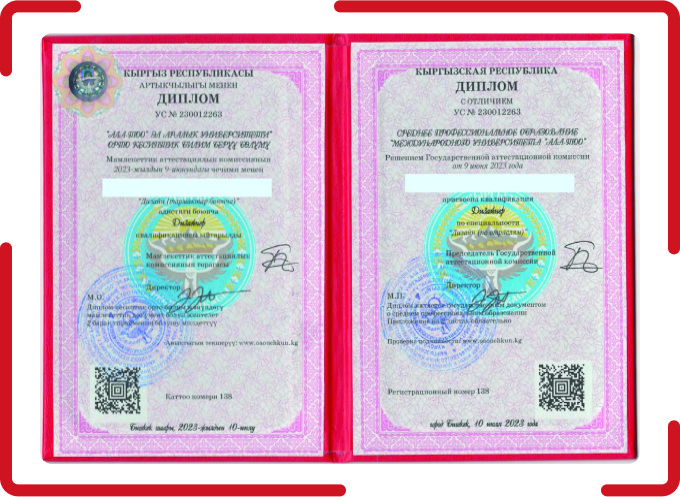 КЫРГЫЗ РЕСПУБЛИКАСЫ
АРТЫКЧЫЛЫГЫ МЕНЕН
ДИПЛОМ
УС № 230012263
"АЛА-ТОО" ЭЛ АРАЛЫК УНИВЕРСИТЕТИ"
ОРТО КЕСИПТИК БИЛИМ БЕРҮҮ БӨЛҮМҮ
Мамлекеттик аттестациялык комиссиянын
2023-жылдын 9-июнундагы чечими менен
"Дизайн (тармактар боюнча)"
адистиги боюнча
Дизайнер
квалификациясы ыйгарылды
Мамлекеттик аттестациялык
комиссиянын төрагасы
Директор
М.О.
Аныктыгын текшерүү: www.osoochkun.kg
Каттоо номери 138
Бишкек шаары, 2023-жылдын 10-июлу
КЫРГЫЗСКАЯ РЕСПУБЛИКА
ДИПЛОМ
С ОТЛИЧИЕМ
УС № 230012263
СРЕДНЕЕ ПРОФЕССИОНАЛЬНОЕ ОБРАЗОВАНИЕ
"МЕЖДУНАРОДНОГО УНИВЕРСИТЕТА "АЛА-ТОО"
Решением Государственной аттестационной комиссии
от 9 июня 2023 года
присвоена квалификация
Дизайнер
по специальности
"Дизайн (по отраслям)"
Председатель Государственной
аттестационной комиссии
Директор
М.П.
Диплом является государственным документом
о среднем профессиональном образовании
Приложение к диплому обязательно
Проверка подлинности: www.osoochkun.kg
Регистрационный номер 138
город Бишкек, 10 июля 2023 года